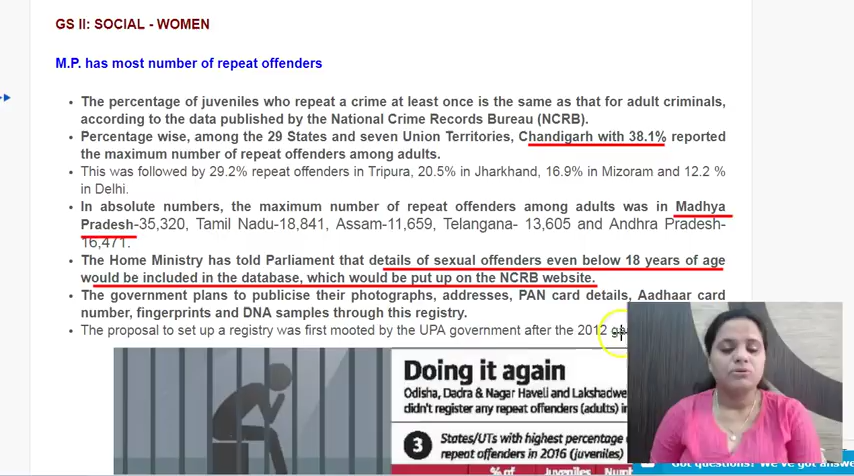 GS II: SOCIAL - WOMEN
M.P. has most number of repeat offenders
• The percentage of juveniles who repeat a crime at least once is the same as that for adult criminals,
according to the data published by the National Crime Records Bureau (NCRB).
• Percentage wise, among the 29 States and seven Union Territories, Chandigarh with 38.1% reported
the maximum number of repeat offenders among adults.
• This was followed by 29.2% repeat offenders in Tripura, 20.5% in Jharkhand, 16.9% in Mizoram and 12.2 %
in Delhi.
• In absolute numbers, the maximum number of repeat offenders among adults was in Madhya
Pradesh-35,320, Tamil Nadu-18,841, Assam-11,659, Telangana- 13,605 and Andhra Pradesh-
16,471.
• The Home Ministry has told Parliament that details of sexual offenders even below 18 years of age
would be included in the database, which would be put up on the NCRB website.
• The government plans to publicise their photographs, addresses, PAN card details, Aadhaar card
number, fingerprints and DNA samples through this registry.
• The proposal to set up a registry was first mooted by the UPA government after the 2012
Doing it again
Odisha, Dadra & Nagar Haveli and Lakshadwe
didn't register any repeat offenders (adults) in
3 States/UTs with highest percentage
repeat offenders in 2016 (juveniles)
% of Juveniles Numb
Got questions? We've got answe